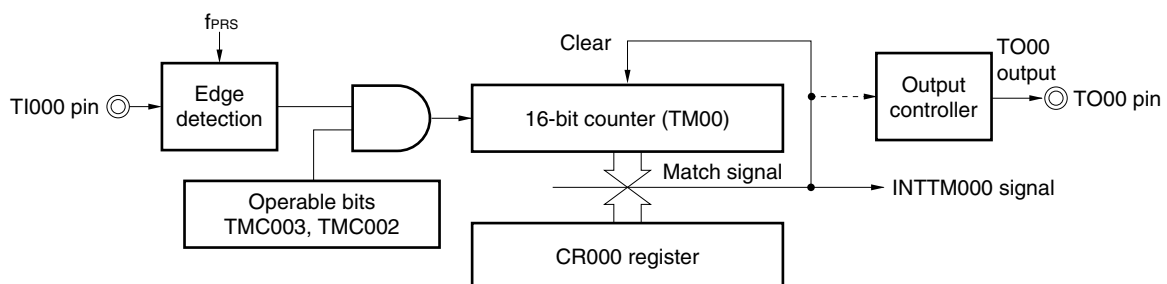 fPRS
Clear
TO00
output
TI000 pin
Edge
detection
16-bit counter (TM00)
Output
controller
TO00 pin
Match signal
Operable bits
TMC003, TMC002
INTTM000 signal
CR000 register